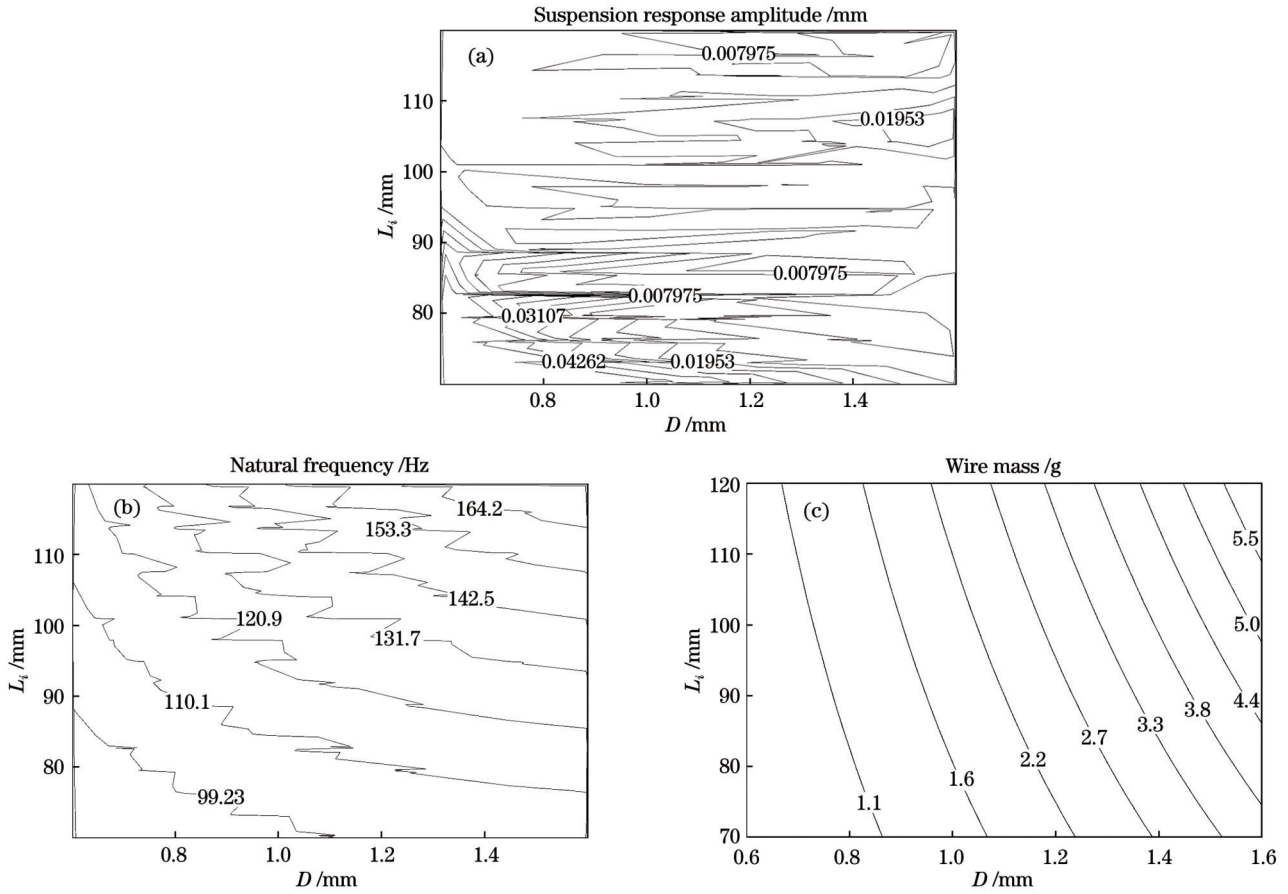 Suspension response amplitude /mm
(a)
0.007975
110
0.01953
100
L_i /mm
90
0.007975
0.007975
80
0.03107
0.04262
0.01953
0.8 1.0 1.2 1.4
D /mm
Natural frequency /Hz
(b)
164.2
153.3
110
142.5
120.9
100
131.7
L_i /mm
90
110.1
80
99.23
0.8 1.0 1.2 1.4
D /mm
Wire mass /g
120
(c)
5.5
110
5.0
100
L_i /mm
90
4.4
3.8
3.3
2.7
80
2.2
1.6
1.1
70
0.6 0.8 1.0 1.2 1.4 1.6
D /mm